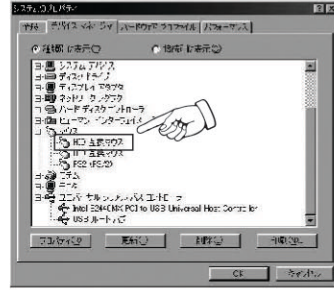 システムのプロパティ
全般 デバイス マネージャ ハードウェア プロファイル パフォーマンス
種類別に表示(T) 接続別に表示(C)
システム デバイス
ディスク ドライブ
ディスプレイ アダプタ
ネットワーク アダプタ
ハード ディスク コントローラ
ヒューマン インターフェイス
マウス
HID 互換マウス
HID 互換マウス
モデム
モニタ
ユニバーサル シリアル バス コントローラ
Intel 82440MX PCI to USB Universal Host Controller
USB ルート ハブ
プロパティ(R) 更新(F) 削除(E) 印刷(N)...
OK キャンセル